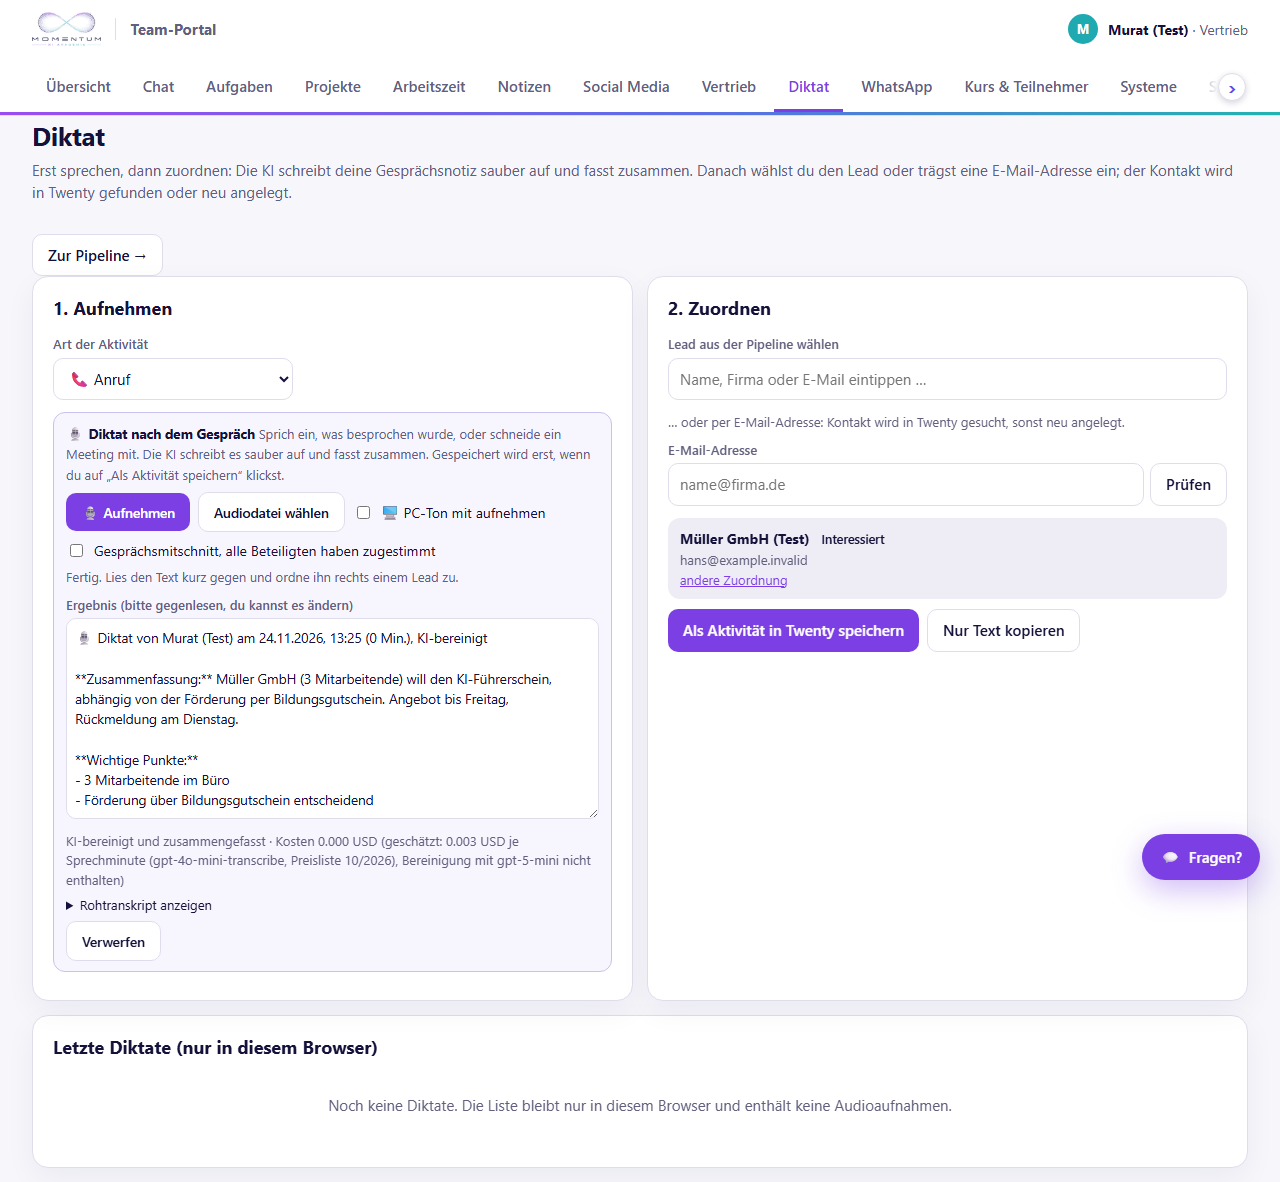 MOMENTUM
Team-Portal
M
Murat (Test) · Vertrieb
Übersicht
Chat
Aufgaben
Projekte
Arbeitszeit
Notizen
Social Media
Vertrieb
Diktat
WhatsApp
Kurs & Teilnehmer
Systeme
Diktat
Erst sprechen, dann zuordnen: Die KI schreibt deine Gesprächsnotiz sauber auf und fasst zusammen. Danach wählst du den Lead oder trägst eine E-Mail-Adresse ein; der Kontakt wird
in Twenty gefunden oder neu angelegt.
Zur Pipeline →
1. Aufnehmen
Art der Aktivität
📞 Anruf
🎙️ Diktat nach dem Gespräch Sprich ein, was besprochen wurde, oder schneide ein
Meeting mit. Die KI schreibt es sauber auf und fasst zusammen. Gespeichert wird erst, wenn
du auf „Als Aktivität speichern“ klickst.
🎙️ Aufnehmen
Audiodatei wählen
🖥️ PC-Ton mit aufnehmen
Gesprächsmitschnitt, alle Beteiligten haben zugestimmt
Fertig. Lies den Text kurz gegen und ordne ihn rechts einem Lead zu.
Ergebnis (bitte gegenlesen, du kannst es ändern)
🎙️ Diktat von Murat (Test) am 24.11.2026, 13:25 (0 Min.), KI-bereinigt
**Zusammenfassung:** Müller GmbH (3 Mitarbeitende) will den KI-Führerschein,
abhängig von der Förderung per Bildungsgutschein. Angebot bis Freitag,
Rückmeldung am Dienstag.
**Wichtige Punkte:**
- 3 Mitarbeitende im Büro
- Förderung über Bildungsgutschein entscheidend
KI-bereinigt und zusammengefasst · Kosten 0.000 USD (geschätzt: 0.003 USD je
Sprechminute (gpt-4o-mini-transcribe, Preisliste 10/2026), Bereinigung mit gpt-5-mini nicht
enthalten)
▶ Rohtranskript anzeigen
Verwerfen
2. Zuordnen
Lead aus der Pipeline wählen
Name, Firma oder E-Mail eintippen …
… oder per E-Mail-Adresse: Kontakt wird in Twenty gesucht, sonst neu angelegt.
E-Mail-Adresse
name@firma.de
Prüfen
Müller GmbH (Test) Interessiert
hans@example.invalid
andere Zuordnung
Als Aktivität in Twenty speichern
Nur Text kopieren
💬 Fragen?
Letzte Diktate (nur in diesem Browser)
Noch keine Diktate. Die Liste bleibt nur in diesem Browser und enthält keine Audioaufnahmen.